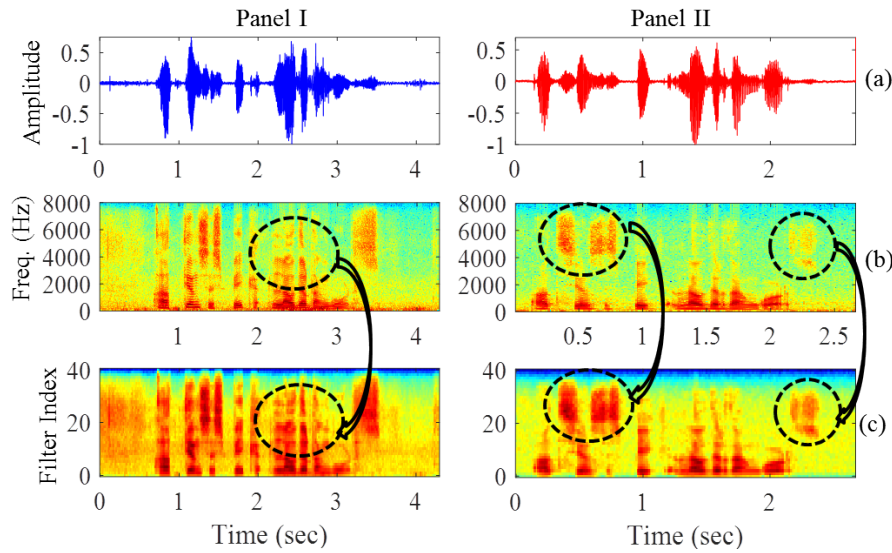 Panel I
Panel II
Amplitude
0.5
0
-0.5
-1
0 1 2 3 4
0.5
0
-0.5
-1
0 1 2
(a)
Freq. (Hz)
8000
6000
4000
2000
0
1 2 3 4
8000
6000
4000
2000
0
0.5 1 1.5 2 2.5
(b)
Filter Index
40
20
0
0 1 2 3 4
Time (sec)
40
20
0
0 1 2
Time (sec)
(c)